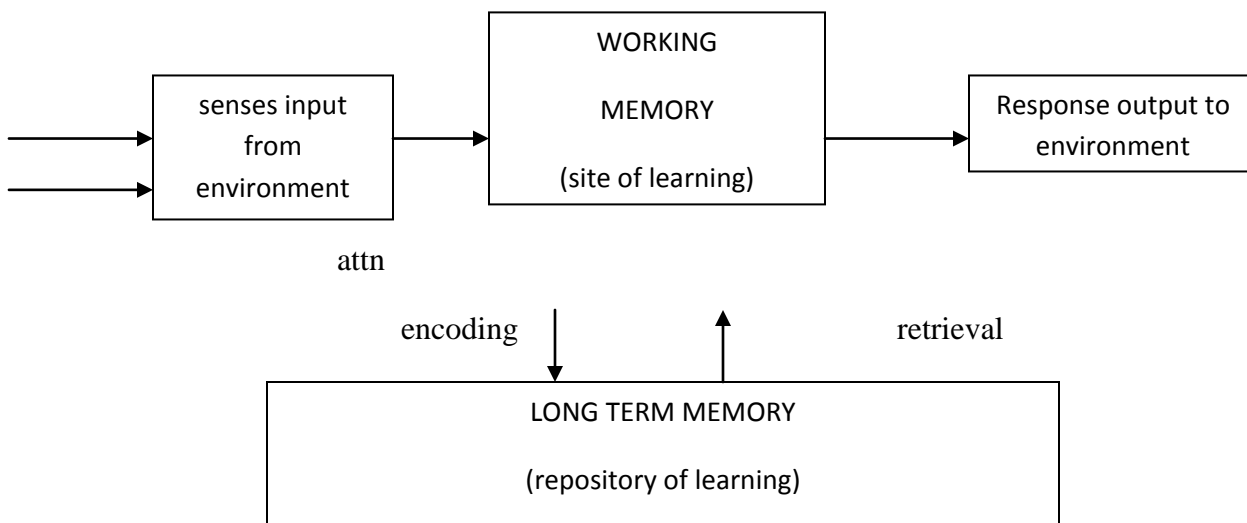 senses input
from
environment
WORKING
MEMORY
(site of learning)
Response output to
environment
attn
encoding
retrieval
LONG TERM MEMORY
(repository of learning)